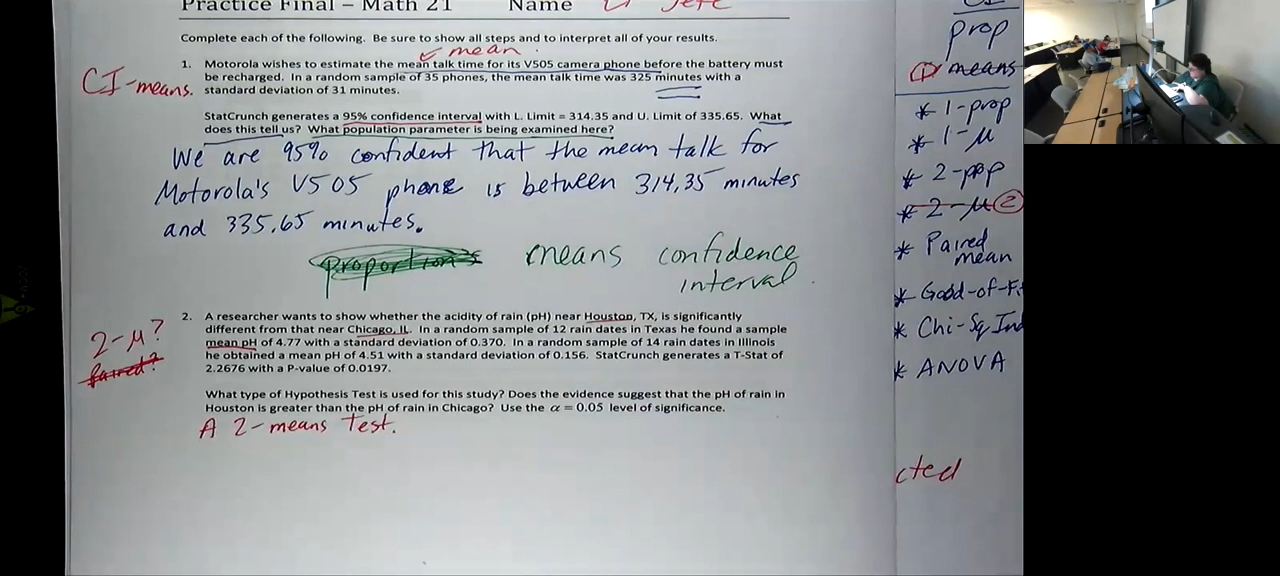 Practice Final – Math 21 Name
Complete each of the following. Be sure to show all steps and to interpret all of your results.
mean
CI-means.
1. Motorola wishes to estimate the mean talk time for its V505 camera phone before the battery must
be recharged. In a random sample of 35 phones, the mean talk time was 325 minutes with a
standard deviation of 31 minutes.
StatCrunch generates a 95% confidence interval with L. Limit = 314.35 and U. Limit of 335.65. What
does this tell us? What population parameter is being examined here?
We are 95% confident that the mean talk for
Motorola's V505 phone is between 314.35 minutes
and 335.65 minutes.
proportion's means confidence
interval.
2-μ?
paired?
2. A researcher wants to show whether the acidity of rain (pH) near Houston, TX, is significantly
different from that near Chicago, IL. In a random sample of 12 rain dates in Texas he found a sample
mean pH of 4.77 with a standard deviation of 0.370. In a random sample of 14 rain dates in Illinois
he obtained a mean pH of 4.51 with a standard deviation of 0.156. StatCrunch generates a T-Stat of
2.2676 with a P-value of 0.0197.
What type of Hypothesis Test is used for this study? Does the evidence suggest that the pH of rain in
Houston is greater than the pH of rain in Chicago? Use the α = 0.05 level of significance.
A 2-means Test.
CI
prop
① means
* 1-prop
* 1-μ
* 2-prop
* 2-μ ②
* Paired
mean
* Good-of-Fi
* Chi-Sq Ind
* ANOVA
cted